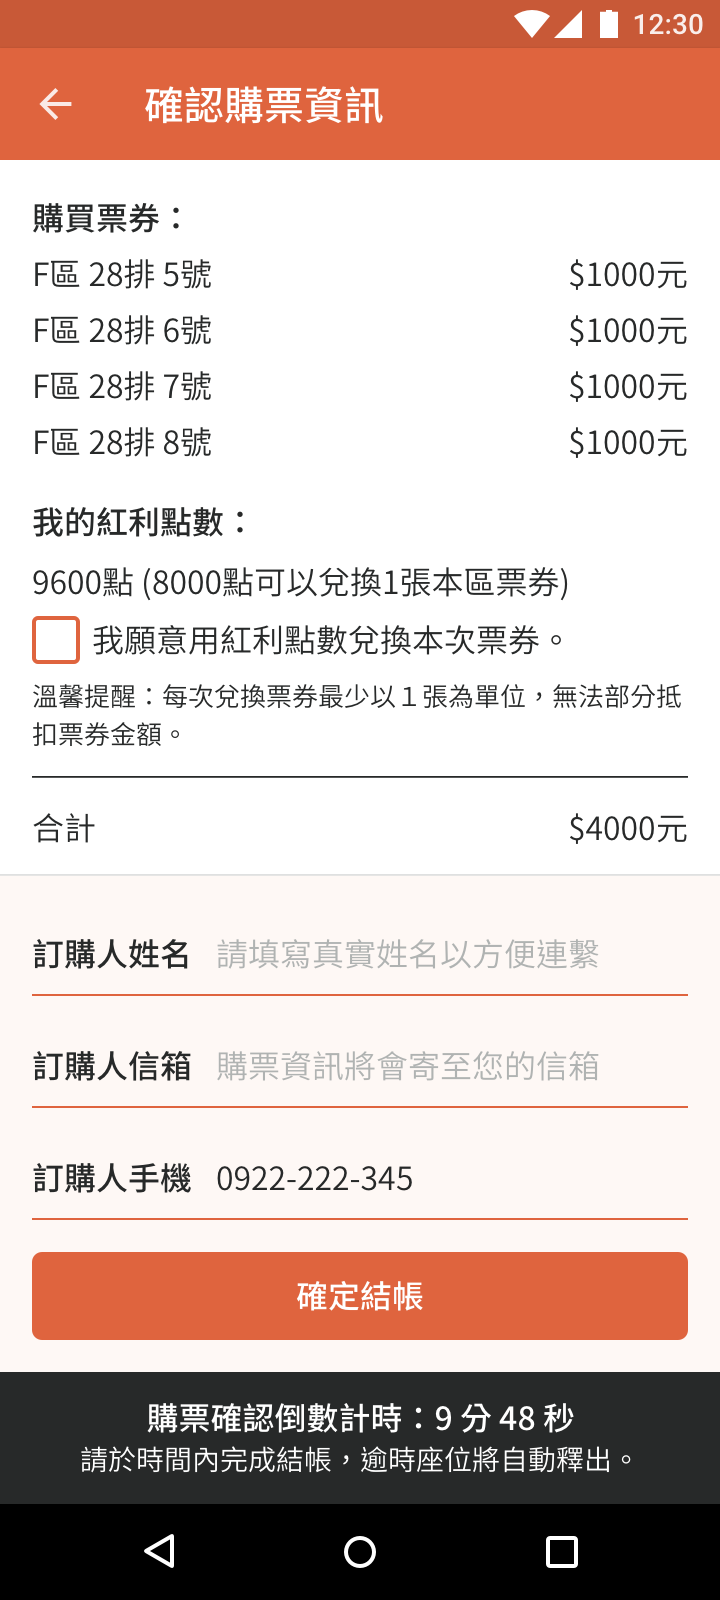 12:30
確認購票資訊
購買票券：
F區 28排 5號 $1000元
F區 28排 6號 $1000元
F區 28排 7號 $1000元
F區 28排 8號 $1000元
我的紅利點數：
9600點 (8000點可以兌換1張本區票券)
我願意用紅利點數兌換本次票券。
溫馨提醒：每次兌換票券最少以１張為單位，無法部分抵
扣票券金額。
合計 $4000元
訂購人姓名 請填寫真實姓名以方便連繫
訂購人信箱 購票資訊將會寄至您的信箱
訂購人手機 0922-222-345
確定結帳
購票確認倒數計時：9 分 48 秒
請於時間內完成結帳，逾時座位將自動釋出。